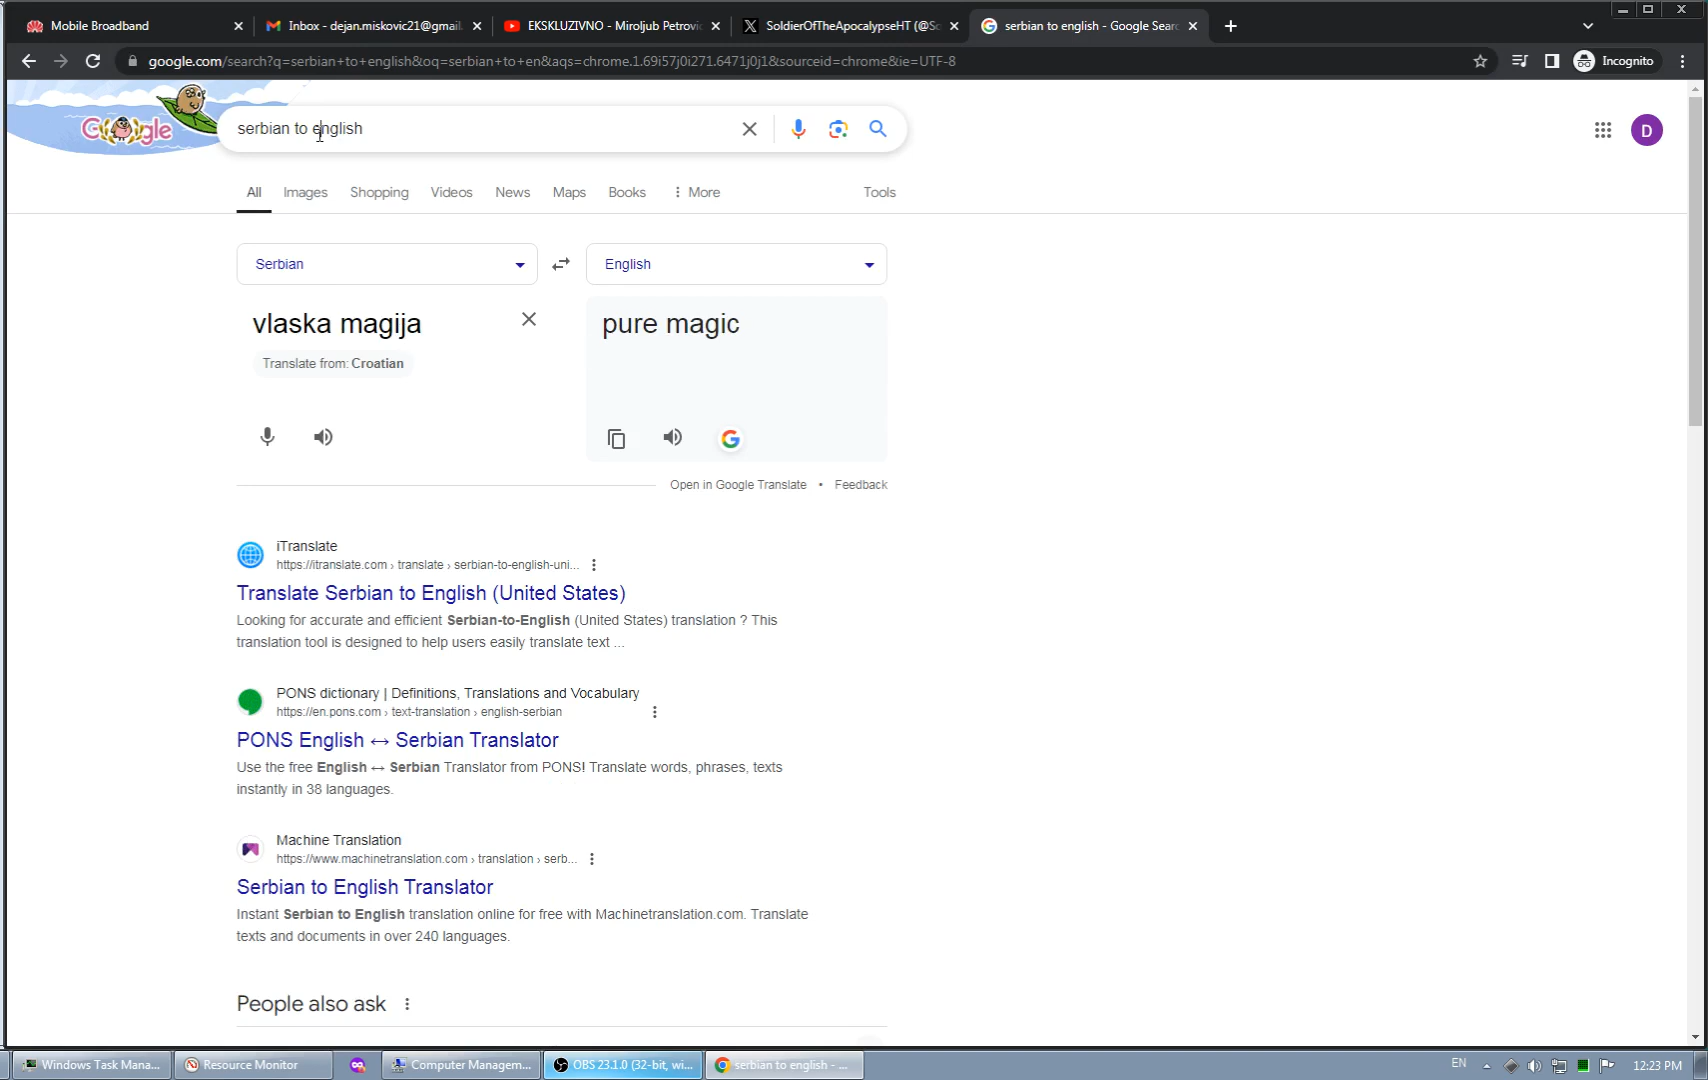 Mobile Broadband
Inbox - dejan.miskovic21@gmail.
EKSKLUZIVNO - Miroljub Petrovic
SoldierOfTheApocalypseHT (@So
serbian to english - Google Searc
google.com/search?q=serbian+to+english&oq=serbian+to+en&aqs=chrome.1.69i57j0i271.6471j0j1&sourceid=chrome&ie=UTF-8
Incognito
Google
serbian to english
D
All Images Shopping Videos News Maps Books More Tools
Serbian English
vlaska magija pure magic
Translate from: Croatian
Open in Google Translate • Feedback
iTranslate
https://itranslate.com › translate › serbian-to-english-uni...
Translate Serbian to English (United States)
Looking for accurate and efficient Serbian-to-English (United States) translation ? This
translation tool is designed to help users easily translate text ...
PONS dictionary | Definitions, Translations and Vocabulary
https://en.pons.com › text-translation › english-serbian
PONS English ↔ Serbian Translator
Use the free English ↔ Serbian Translator from PONS! Translate words, phrases, texts
instantly in 38 languages.
Machine Translation
https://www.machinetranslation.com › translation › serb...
Serbian to English Translator
Instant Serbian to English translation online for free with Machinetranslation.com. Translate
texts and documents in over 240 languages.
People also ask
Windows Task Mana... Resource Monitor Computer Managem... OBS 23.1.0 (32-bit, wi... serbian to english - ... EN 12:23 PM